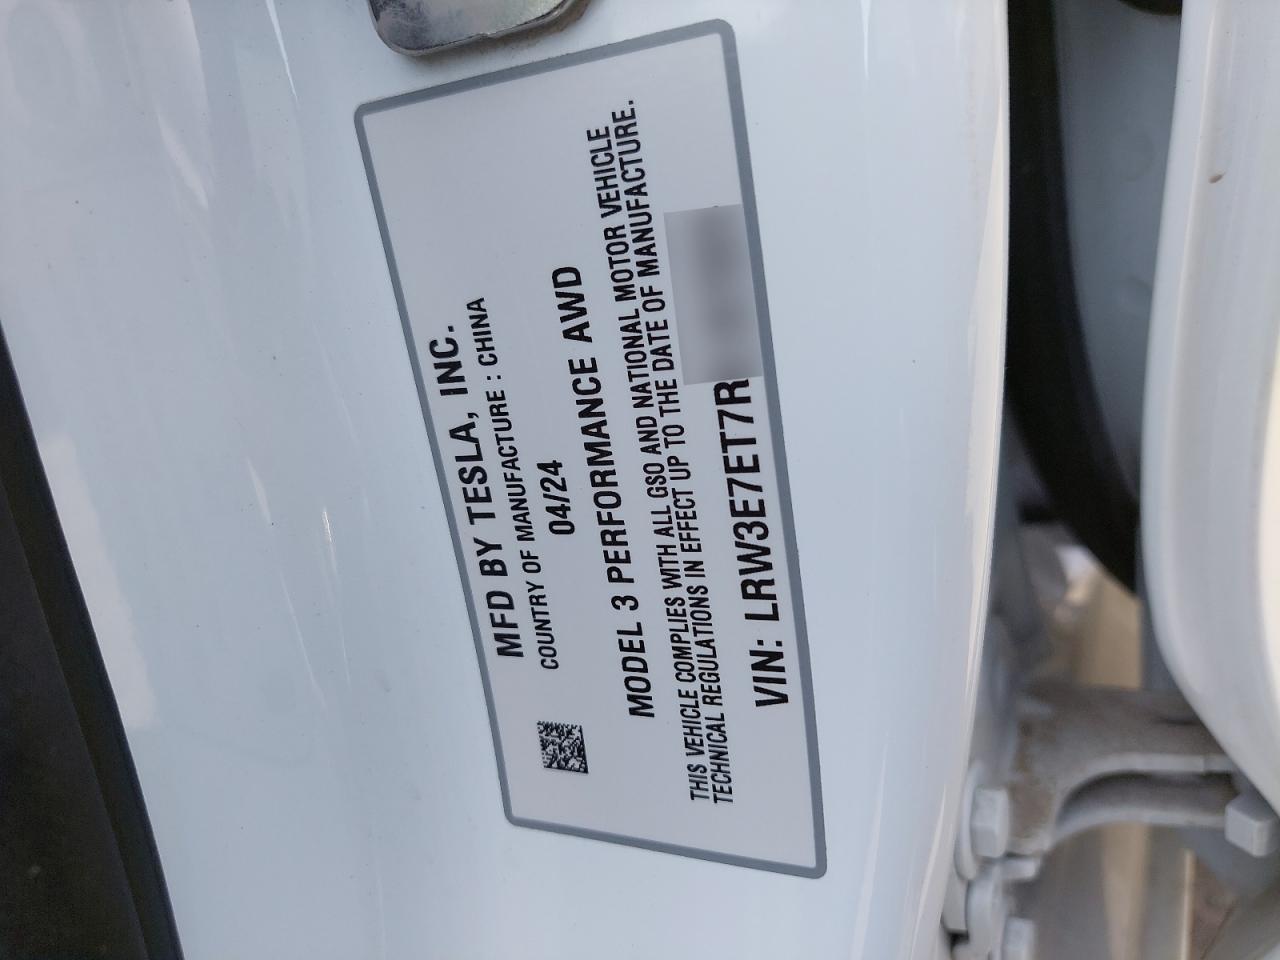 MFD BY TESLA, INC.
COUNTRY OF MANUFACTURE : CHINA
04/24
MODEL 3 PERFORMANCE AWD
THIS VEHICLE COMPLIES WITH ALL GSO AND NATIONAL MOTOR VEHICLE
TECHNICAL REGULATIONS IN EFFECT UP TO THE DATE OF MANUFACTURE.
VIN: LRW3E7ET7R